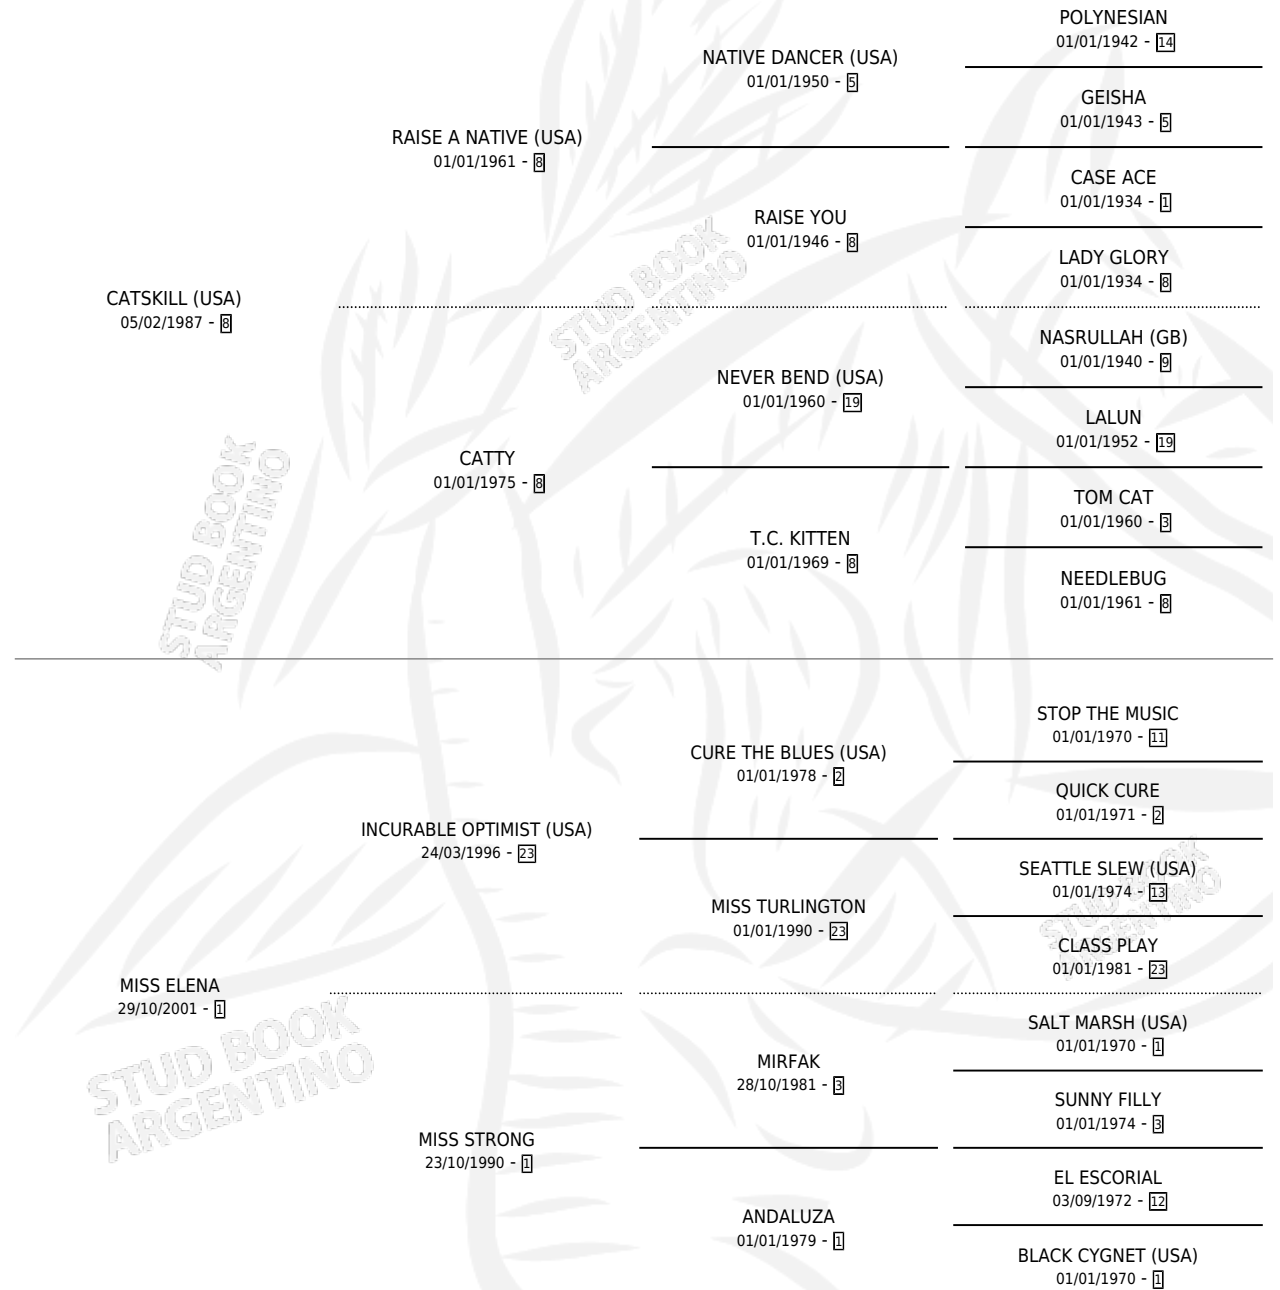 POLYNESIAN
01/01/1942 - 14
NATIVE DANCER (USA)
01/01/1950 - 5
GEISHA
01/01/1943 - 5
RAISE A NATIVE (USA)
01/01/1961 - 8
CASE ACE
01/01/1934 - 1
RAISE YOU
01/01/1946 - 8
LADY GLORY
01/01/1934 - 8
CATSKILL (USA)
05/02/1987 - 8
NASRULLAH (GB)
01/01/1940 - 9
NEVER BEND (USA)
01/01/1960 - 19
LALUN
01/01/1952 - 19
CATTY
01/01/1975 - 8
TOM CAT
01/01/1960 - 3
T.C. KITTEN
01/01/1969 - 8
NEEDLEBUG
01/01/1961 - 8
STUD BOOK
ARGENTINO
STUD BOOK
ARGENTINO
STOP THE MUSIC
01/01/1970 - 11
CURE THE BLUES (USA)
01/01/1978 - 2
QUICK CURE
01/01/1971 - 2
INCURABLE OPTIMIST (USA)
24/03/1996 - 23
SEATTLE SLEW (USA)
01/01/1974 - 13
MISS TURLINGTON
01/01/1990 - 23
CLASS PLAY
01/01/1981 - 23
STUD BOOK
ARGENTINO
MISS ELENA
29/10/2001 - 1
SALT MARSH (USA)
01/01/1970 - 1
MIRFAK
28/10/1981 - 3
SUNNY FILLY
01/01/1974 - 3
MISS STRONG
23/10/1990 - 1
EL ESCORIAL
03/09/1972 - 12
ANDALUZA
01/01/1979 - 1
BLACK CYGNET (USA)
01/01/1970 - 1
STUD BOOK
ARGENTINO